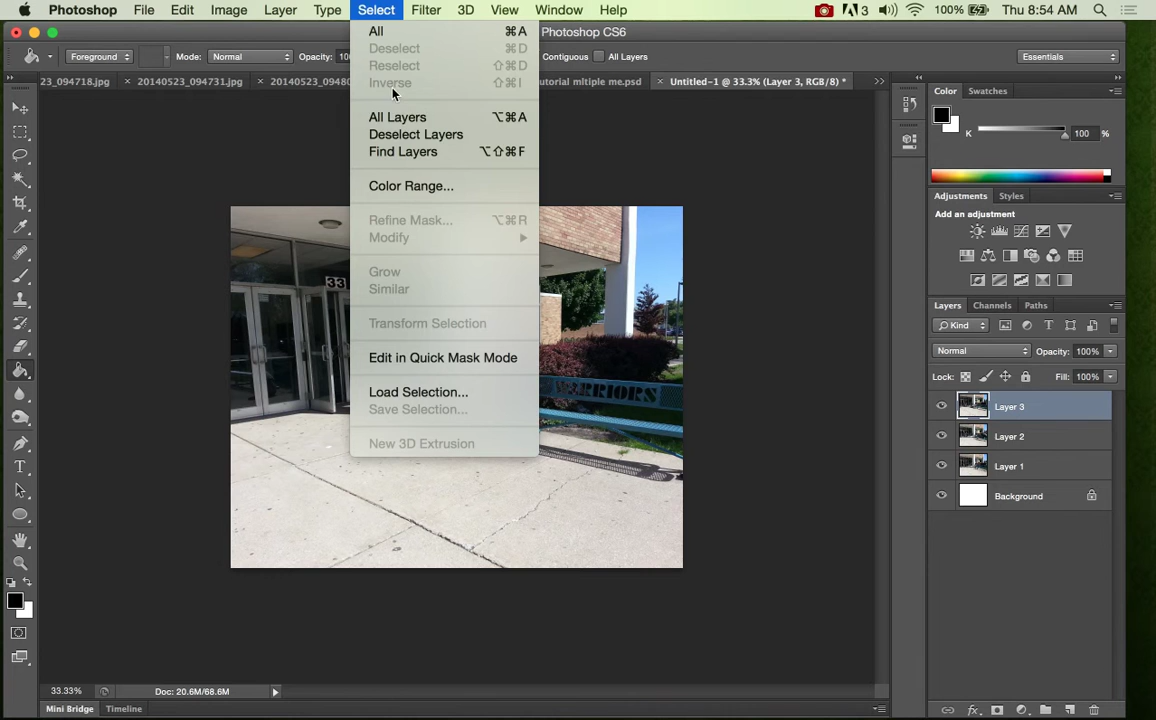 Photoshop File Edit Image Layer Type Select Filter 3D View Window Help 3 100% Thu 8:54 AM
Photoshop CS6
Foreground Mode: Normal Opacity: Contiguous All Layers Essentials
23_094718.jpg × 20140523_094731.jpg × 20140523_0948 utorial mitiple me.psd × Untitled-1 @ 33.3% (Layer 3, RGB/8) * >>
All ⌘A
Deselect ⌘D
Reselect ⇧⌘D
Inverse ⇧⌘I
All Layers ⌥⌘A
Deselect Layers
Find Layers ⌥⇧⌘F
Color Range...
Refine Mask... ⌥⌘R
Modify
Grow
Similar
Transform Selection
Edit in Quick Mask Mode
Load Selection...
Save Selection...
New 3D Extrusion
33
WARRIORS
Color Swatches
K 100 %
Adjustments Styles
Add an adjustment
Layers Channels Paths
Kind
Normal Opacity: 100%
Lock: Fill: 100%
Layer 3
Layer 2
Layer 1
Background
fx
T
33.33% Doc: 20.6M/68.6M
Mini Bridge Timeline